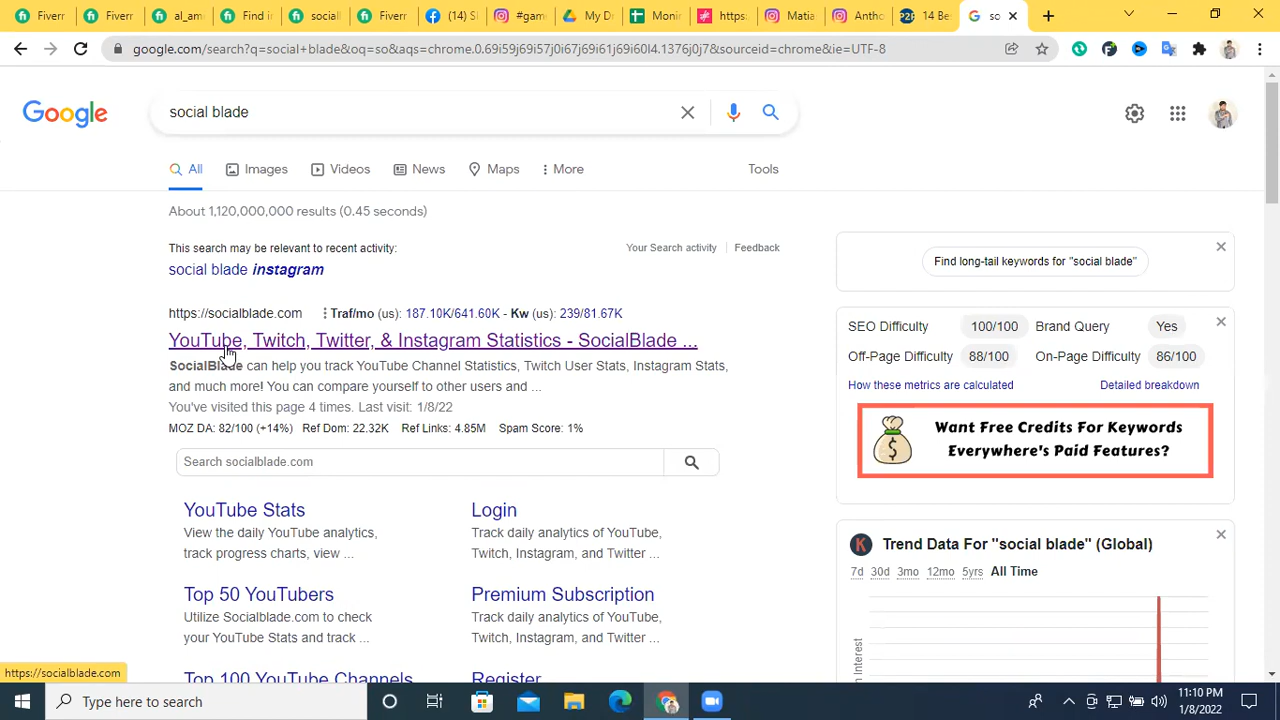 Fiverr
Fiverr
al_am
Find in
sociall
Fiverr
(14) S
#game
My Dr
Monin
https:
Matia
Antho
14 Be
so
google.com/search?q=social+blade&oq=so&aqs=chrome.0.69i59j69i57j0i67j69i61j69i60l4.1376j0j7&sourceid=chrome&ie=UTF-8
Google
social blade
All
Images
Videos
News
Maps
More
Tools
About 1,120,000,000 results (0.45 seconds)
This search may be relevant to recent activity:
Your Search activity
Feedback
social blade instagram
https://socialblade.com
Traf/mo (us): 187.10K/641.60K - Kw (us): 239/81.67K
YouTube, Twitch, Twitter, & Instagram Statistics - SocialBlade ...
SocialBlade can help you track YouTube Channel Statistics, Twitch User Stats, Instagram Stats,
and much more! You can compare yourself to other users and ...
You've visited this page 4 times. Last visit: 1/8/22
MOZ DA: 82/100 (+14%) Ref Dom: 22.32K Ref Links: 4.85M Spam Score: 1%
Search socialblade.com
YouTube Stats
View the daily YouTube analytics,
track progress charts, view ...
Login
Track daily analytics of YouTube,
Twitch, Instagram, and Twitter ...
Top 50 YouTubers
Utilize Socialblade.com to check
your YouTube Stats and track ...
Premium Subscription
Track daily analytics of YouTube,
Twitch, Instagram, and Twitter ...
Top 100 YouTube Channels
Register
Find long-tail keywords for "social blade"
SEO Difficulty 100/100 Brand Query Yes
Off-Page Difficulty 88/100 On-Page Difficulty 86/100
How these metrics are calculated
Detailed breakdown
Want Free Credits For Keywords
Everywhere's Paid Features?
K
Trend Data For "social blade" (Global)
7d 30d 3mo 12mo 5yrs All Time
Interest
https://socialblade.com
Type here to search
11:10 PM
1/8/2022